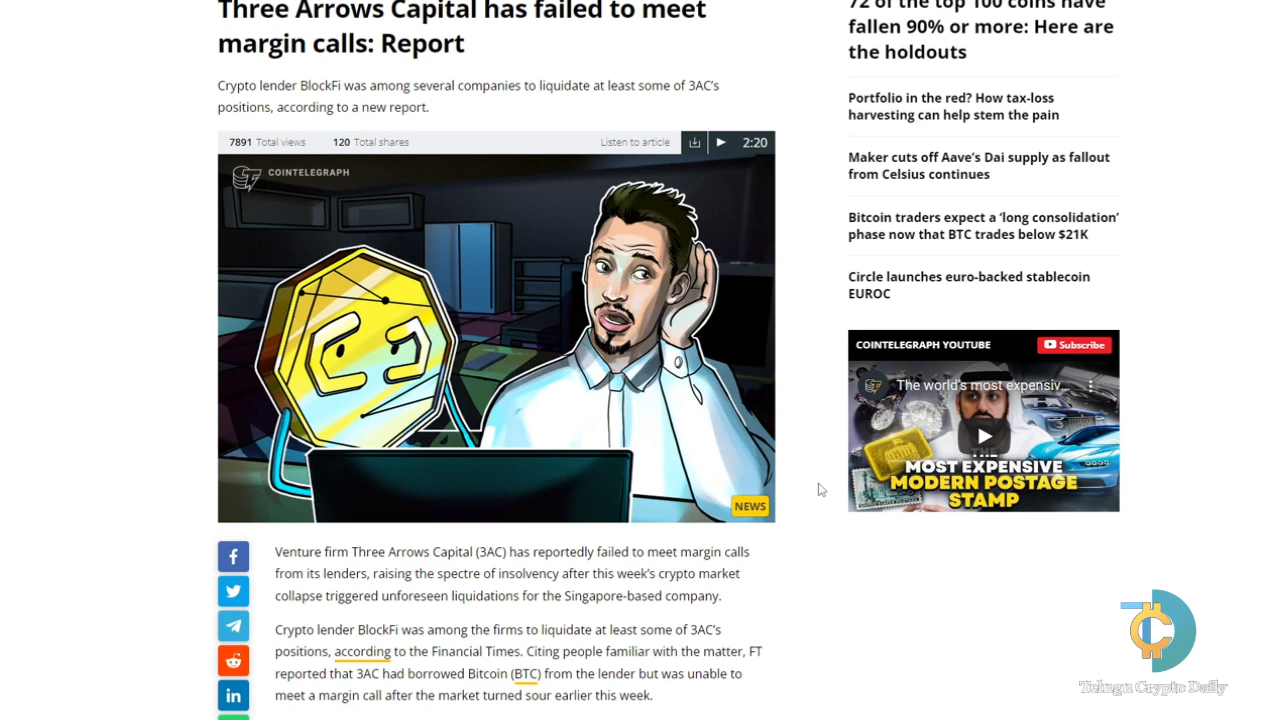 Three Arrows Capital has failed to meet
margin calls: Report
Crypto lender BlockFi was among several companies to liquidate at least some of 3AC's
positions, according to a new report.
7891 Total views 120 Total shares Listen to article 2:20
COINTELEGRAPH
NEWS
Venture firm Three Arrows Capital (3AC) has reportedly failed to meet margin calls
from its lenders, raising the spectre of insolvency after this week's crypto market
collapse triggered unforeseen liquidations for the Singapore-based company.
Crypto lender BlockFi was among the firms to liquidate at least some of 3AC's
positions, according to the Financial Times. Citing people familiar with the matter, FT
reported that 3AC had borrowed Bitcoin (BTC) from the lender but was unable to
meet a margin call after the market turned sour earlier this week.
72 of the top 100 coins have
fallen 90% or more: Here are
the holdouts
Portfolio in the red? How tax-loss
harvesting can help stem the pain
Maker cuts off Aave's Dai supply as fallout
from Celsius continues
Bitcoin traders expect a 'long consolidation'
phase now that BTC trades below $21K
Circle launches euro-backed stablecoin
EUROC
COINTELEGRAPH YOUTUBE Subscribe
The world's most expensiv...
THE
MOST EXPENSIVE
MODERN POSTAGE
STAMP
Telugu Crypto Daily